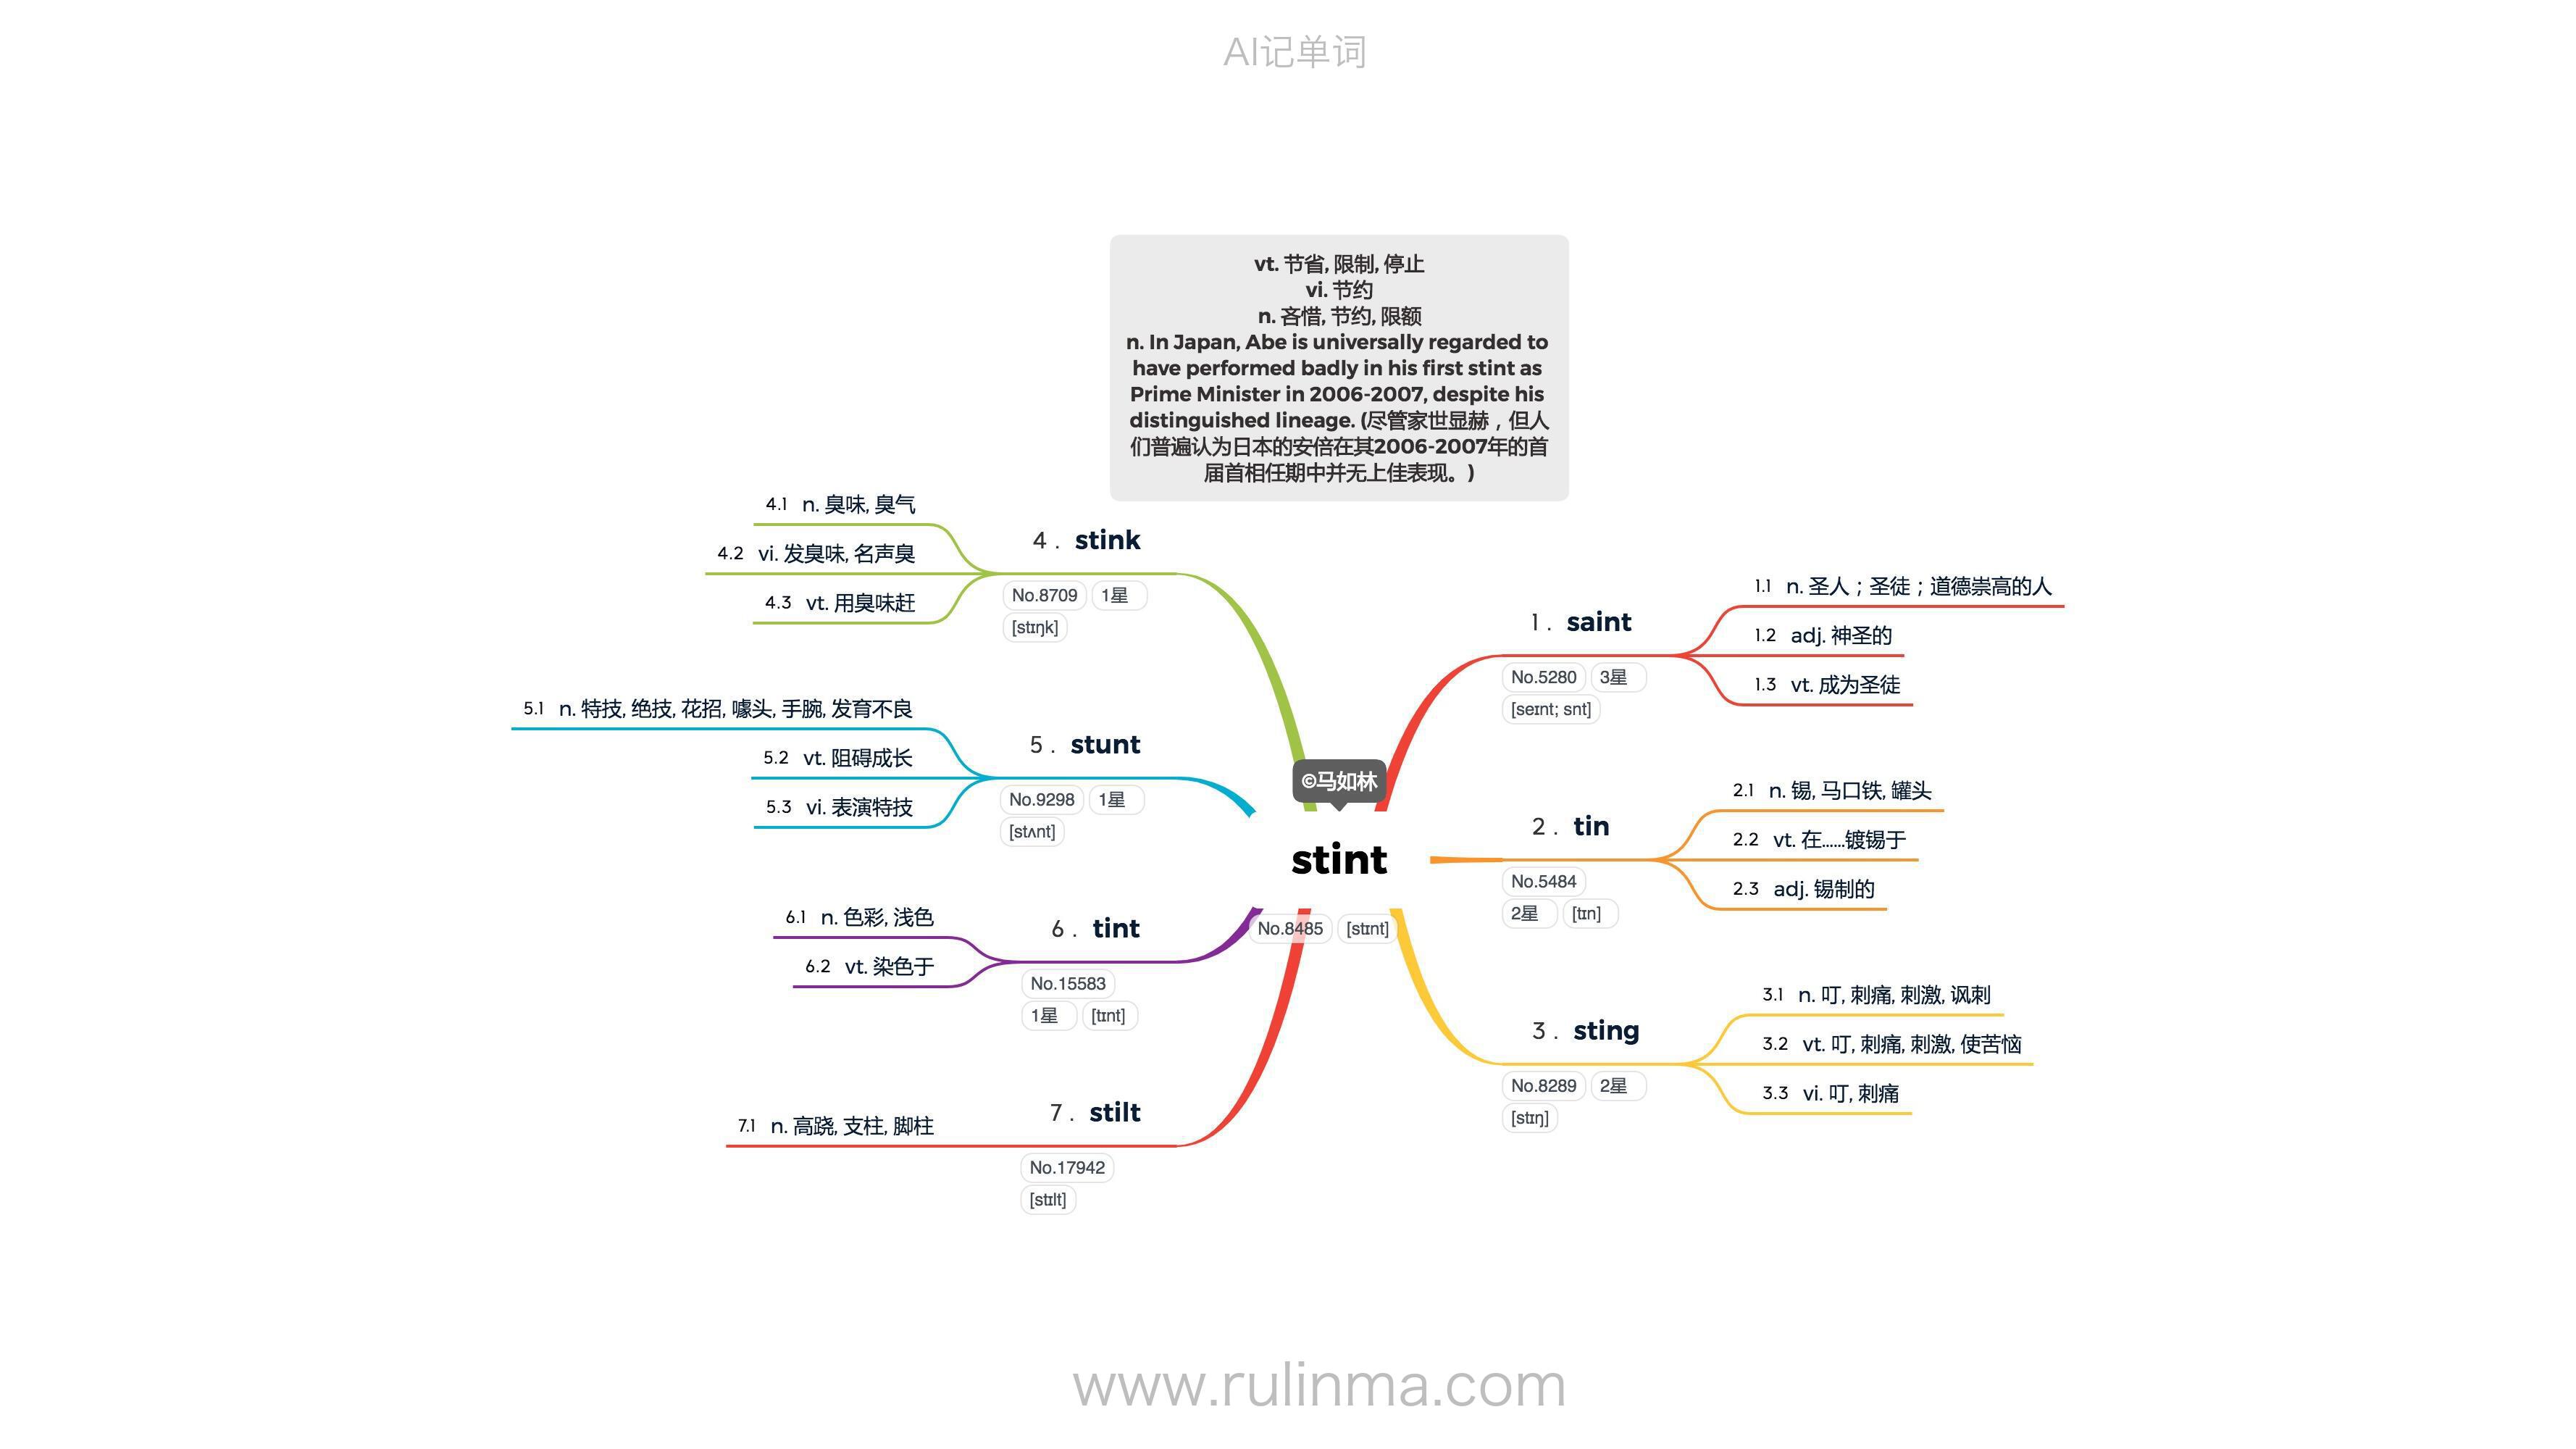 AI记单词
vt. 节省, 限制, 停止
vi. 节约
n. 吝惜, 节约, 限额
n. In Japan, Abe is universally regarded to
have performed badly in his first stint as
Prime Minister in 2006-2007, despite his
distinguished lineage. (尽管家世显赫，但人
们普遍认为日本的安倍在其2006-2007年的首
届首相任期中并无上佳表现。)
©马如林
stint
No.8485 [stɪnt]
1. saint
No.5280 3星
[seɪnt; snt]
1.1 n. 圣人；圣徒；道德崇高的人
1.2 adj. 神圣的
1.3 vt. 成为圣徒
2. tin
No.5484
2星 [tɪn]
2.1 n. 锡, 马口铁, 罐头
2.2 vt. 在……镀锡于
2.3 adj. 锡制的
3. sting
No.8289 2星
[stɪŋ]
3.1 n. 叮, 刺痛, 刺激, 讽刺
3.2 vt. 叮, 刺痛, 刺激, 使苦恼
3.3 vi. 叮, 刺痛
4. stink
No.8709 1星
[stɪŋk]
4.1 n. 臭味, 臭气
4.2 vi. 发臭味, 名声臭
4.3 vt. 用臭味赶
5. stunt
No.9298 1星
[stʌnt]
5.1 n. 特技, 绝技, 花招, 噱头, 手腕, 发育不良
5.2 vt. 阻碍成长
5.3 vi. 表演特技
6. tint
No.15583
1星 [tɪnt]
6.1 n. 色彩, 浅色
6.2 vt. 染色于
7. stilt
No.17942
[stɪlt]
7.1 n. 高跷, 支柱, 脚柱
www.rulinma.com